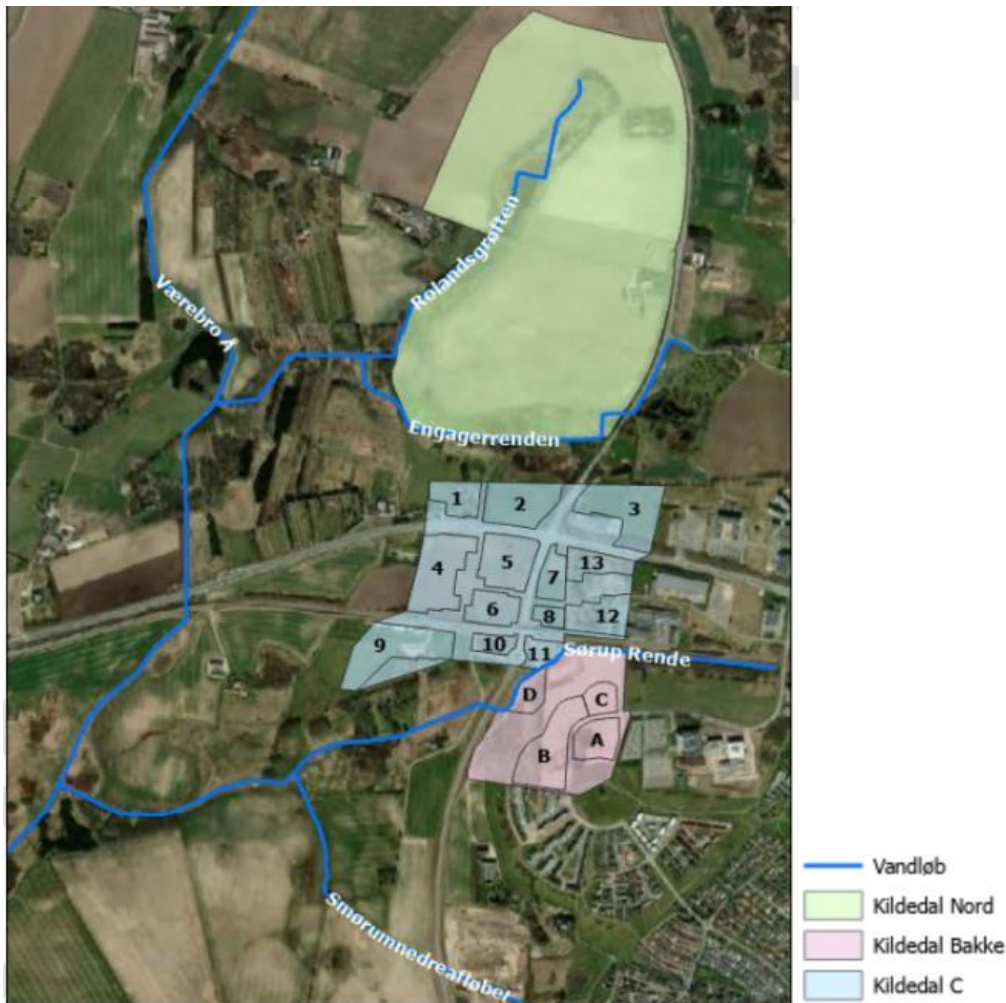 Rolandsgrøften
Værebro Å
Engagerrenden
1
2
3
4
5
13
7
6
8
12
9
10
11
Sørup Rende
D
C
B
A
Smørumnedreafløbet
Vandløb
Kildedal Nord
Kildedal Bakke
Kildedal C